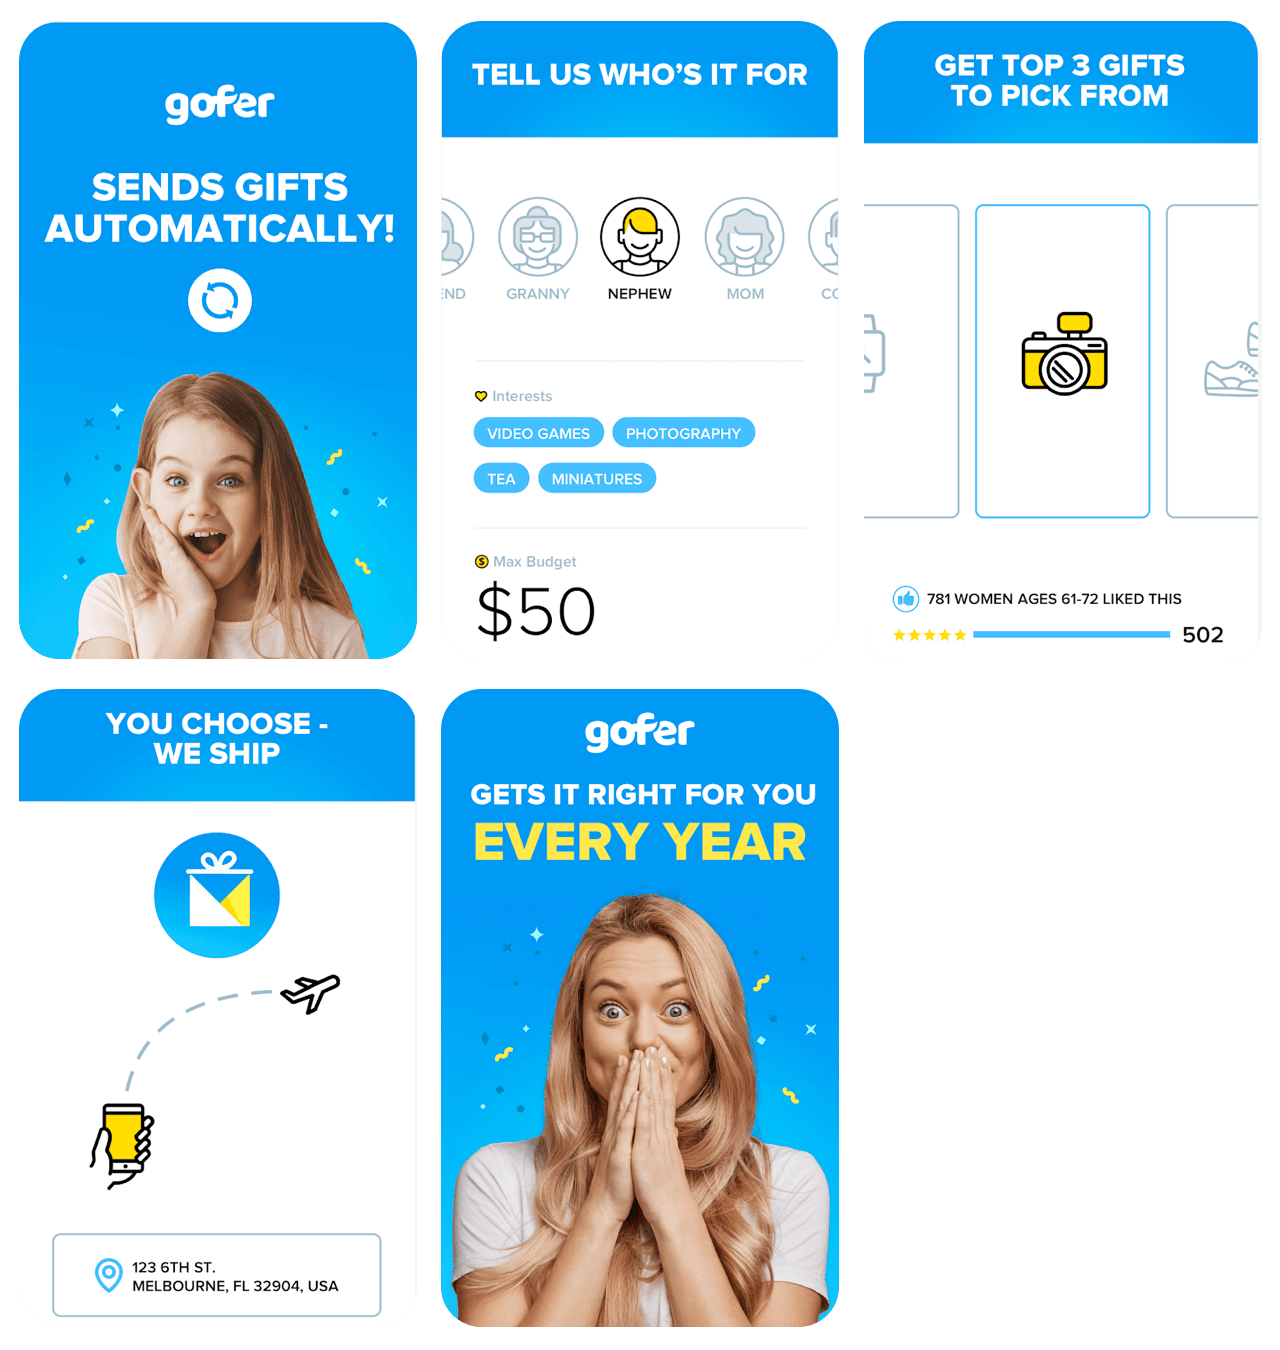 gofer
SENDS GIFTS
AUTOMATICALLY!
TELL US WHO'S IT FOR
END
GRANNY
NEPHEW
MOM
CO
Interests
VIDEO GAMES
PHOTOGRAPHY
TEA
MINIATURES
$
Max Budget
$50
GET TOP 3 GIFTS
TO PICK FROM
781 WOMEN AGES 61-72 LIKED THIS
502
YOU CHOOSE -
WE SHIP
123 6TH ST.
MELBOURNE, FL 32904, USA
gofer
GETS IT RIGHT FOR YOU
EVERY YEAR